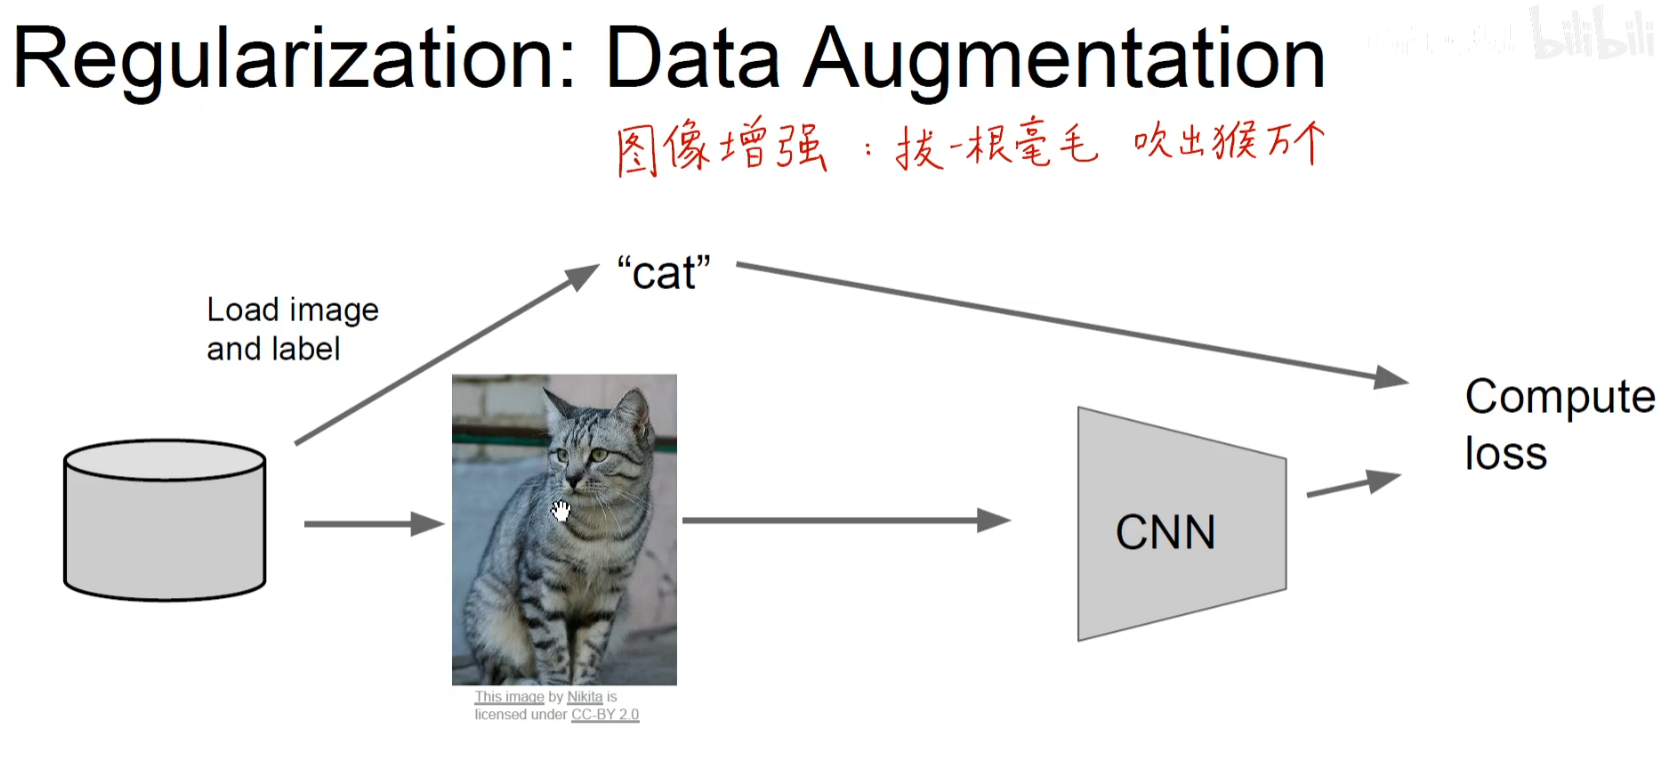 Regularization: Data Augmentation
bilibili
图像增强：拔一根毫毛 吹出猴万个
“cat”
Load image
and label
Compute
loss
CNN
This image by Nikita is
licensed under CC-BY 2.0